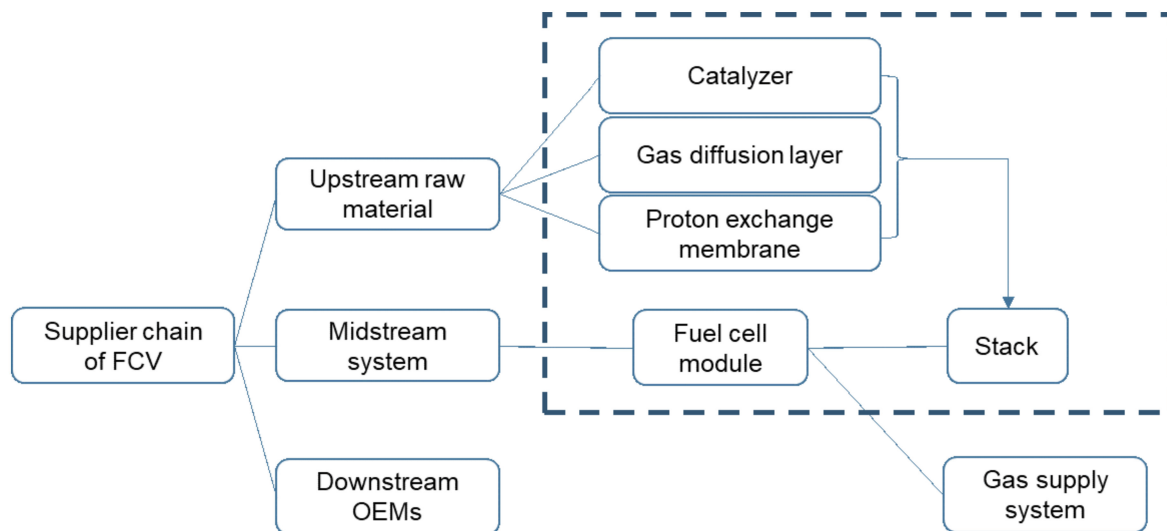 Catalyzer
Gas diffusion layer
Upstream raw
material
Proton exchange
membrane
Supplier chain
of FCV
Midstream
system
Fuel cell
module
Stack
Downstream
OEMs
Gas supply
system